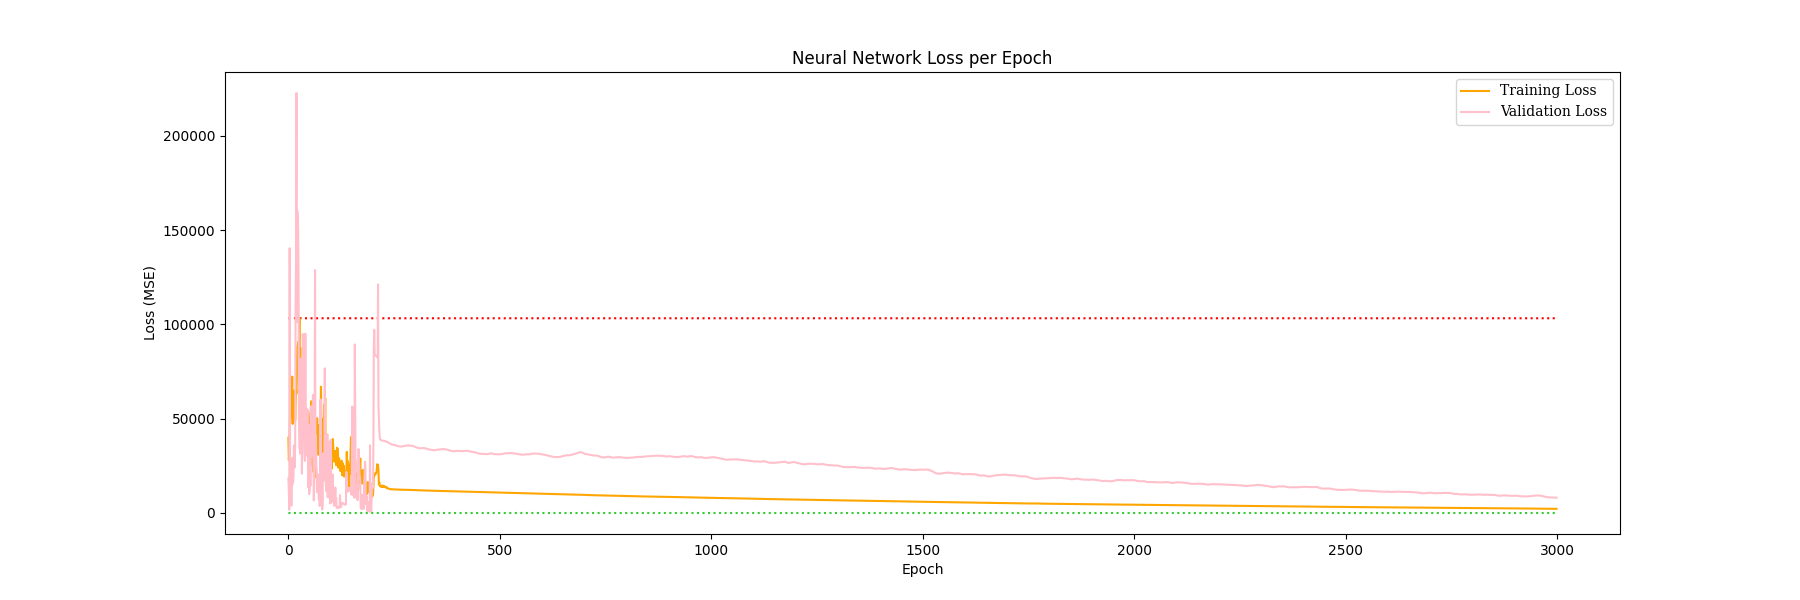 Neural Network Loss per Epoch
Training Loss
Validation Loss
200000
150000
100000
50000
0
Loss (MSE)
0 500 1000 1500 2000 2500 3000
Epoch